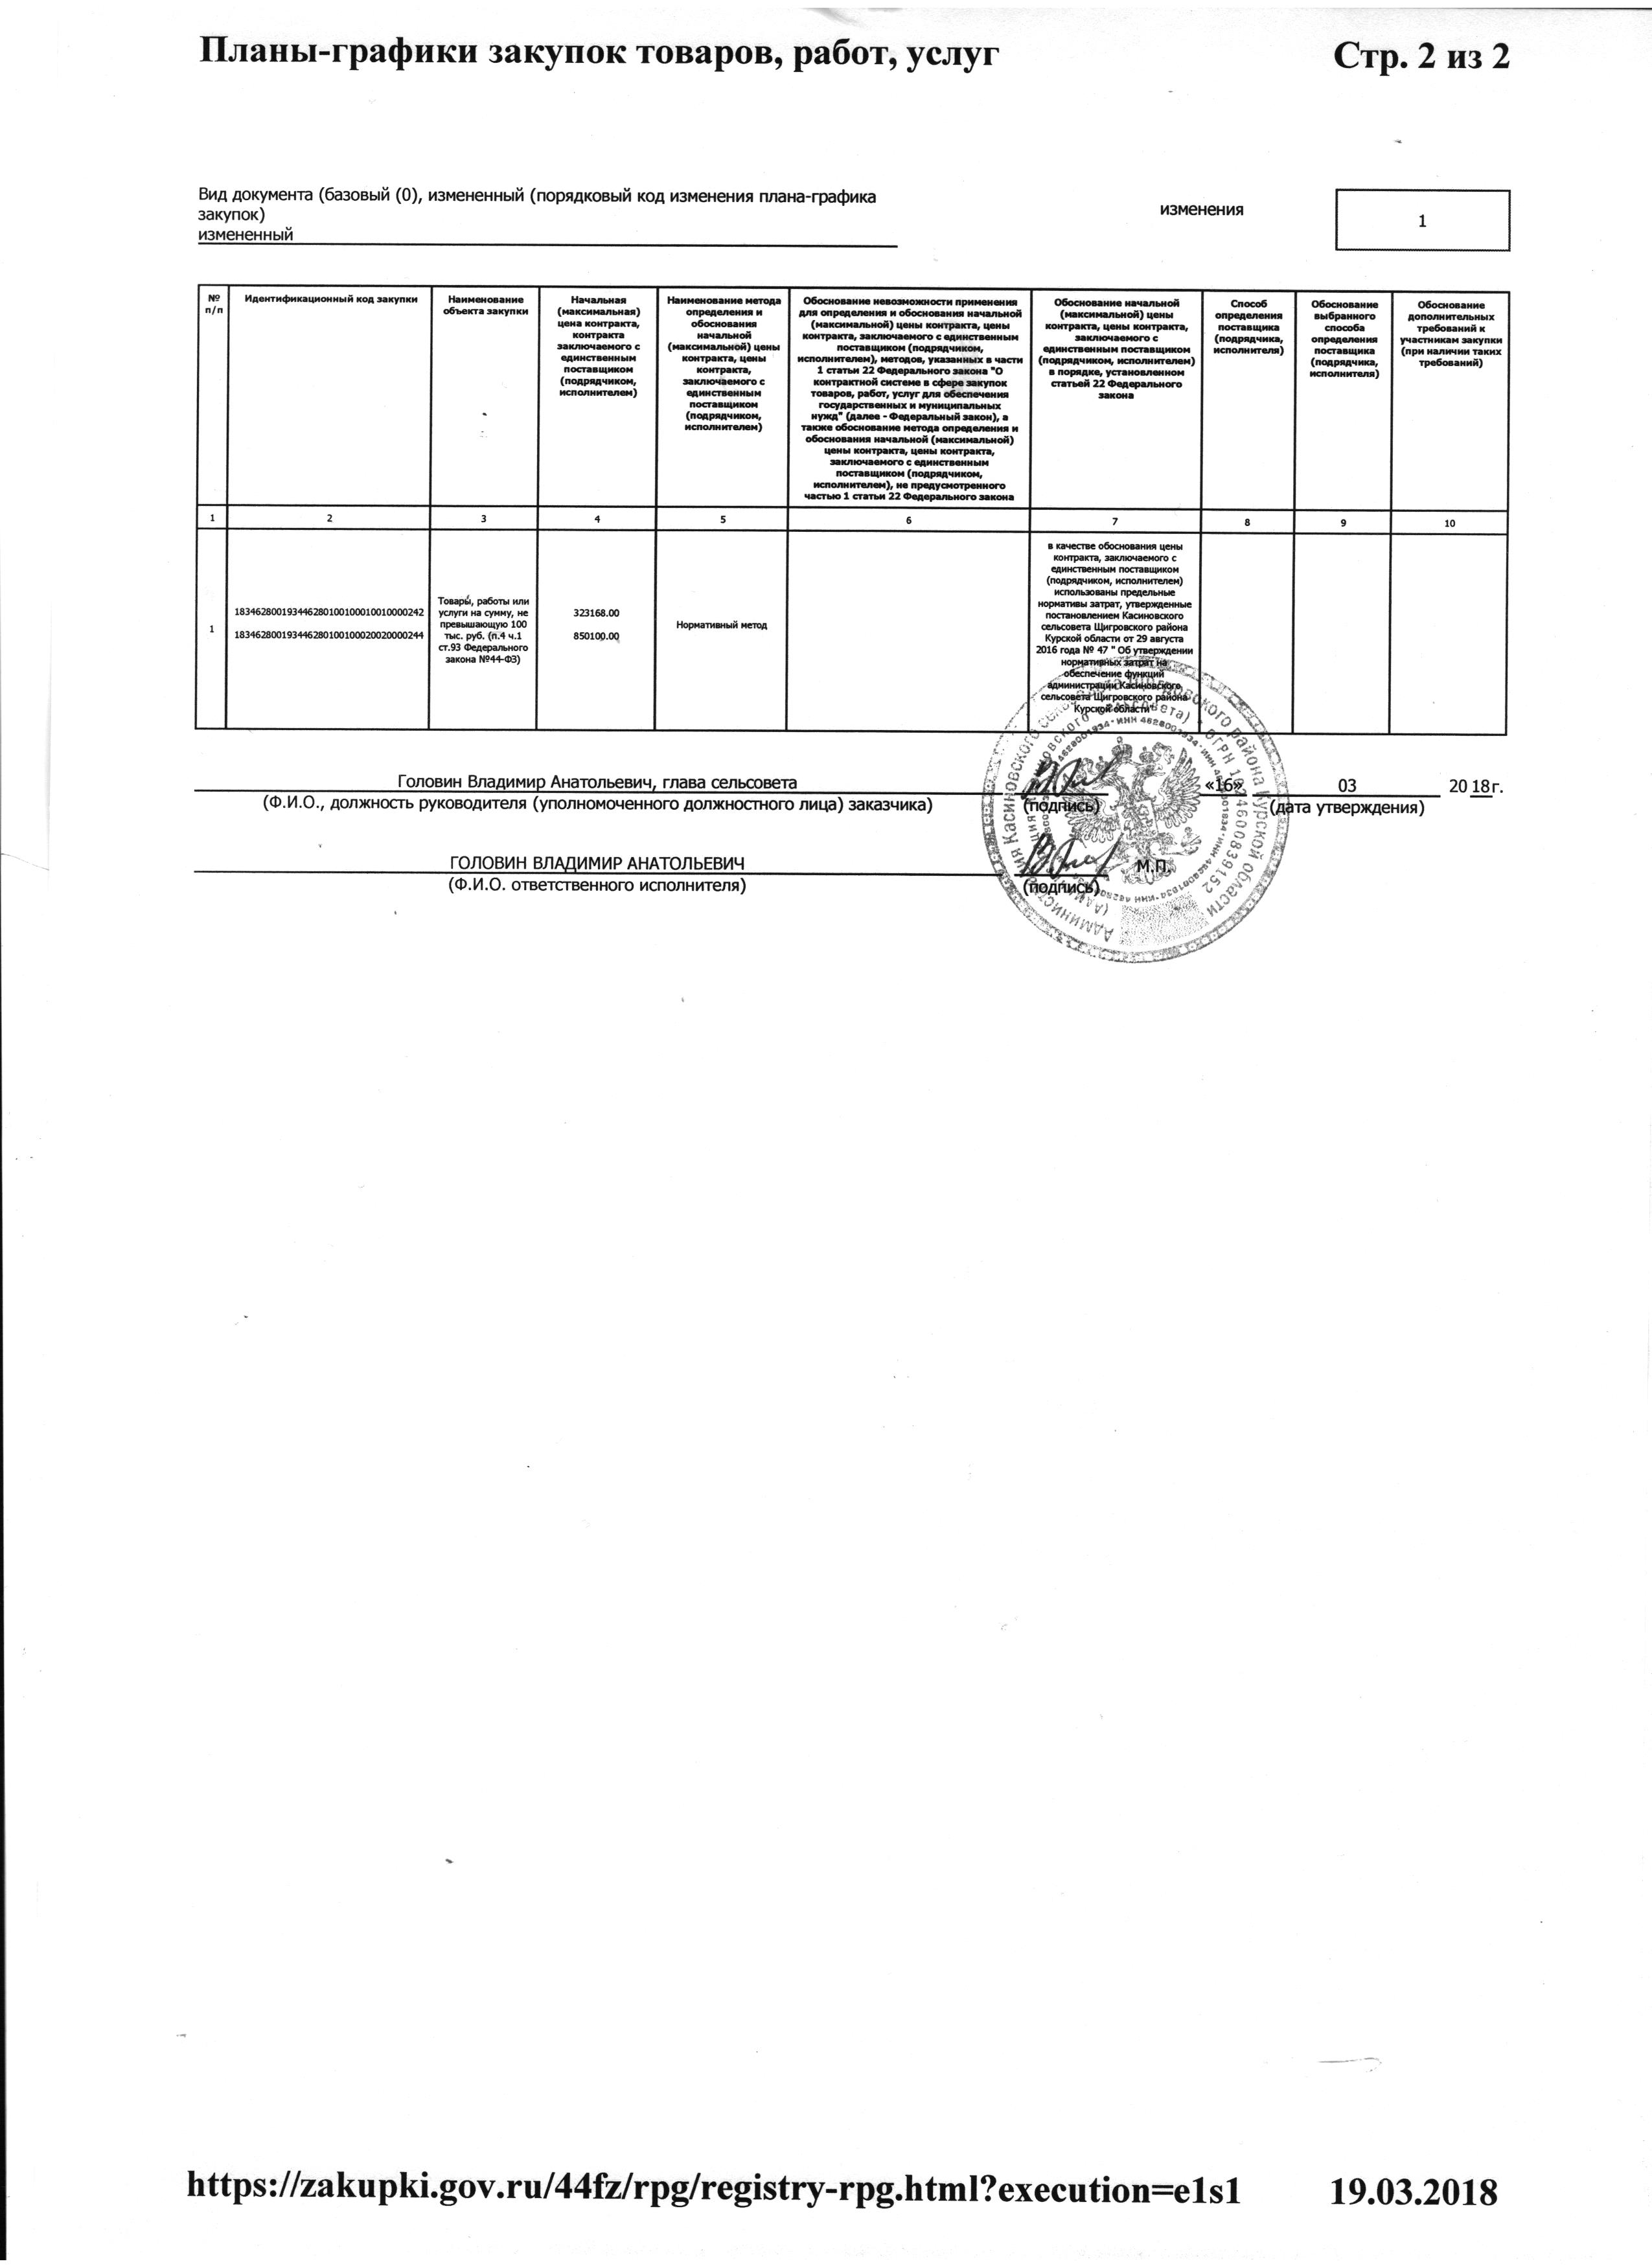 Планы-графики закупок товаров, работ, услуг Стр. 2 из 2
Вид документа (базовый (0), измененный (порядковый код изменения плана-графика
закупок)
измененный
изменения
1
№
п/п
Идентификационный код закупки
Наименование
объекта закупки
Начальная
(максимальная)
цена контракта,
контракта
заключаемого с
единственным
поставщиком
(подрядчиком,
исполнителем)
Наименование метода
определения и
обоснования
начальной
(максимальной) цены
контракта, цены
контракта,
заключаемого с
единственным
поставщиком
(подрядчиком,
исполнителем)
Обоснование невозможности применения
для определения и обоснования начальной
(максимальной) цены контракта, цены
контракта, заключаемого с единственным
поставщиком (подрядчиком,
исполнителем), методов, указанных в части
1 статьи 22 Федерального закона "О
контрактной системе в сфере закупок
товаров, работ, услуг для обеспечения
государственных и муниципальных
нужд" (далее - Федеральный закон), а
также обоснование метода определения и
обоснования начальной (максимальной)
цены контракта, цены контракта,
заключаемого с единственным
поставщиком (подрядчиком,
исполнителем), не предусмотренного
частью 1 статьи 22 Федерального закона
Обоснование начальной
(максимальной) цены
контракта, цены контракта,
заключаемого с
единственным поставщиком
(подрядчиком, исполнителем)
в порядке, установленном
статьей 22 Федерального
закона
Способ
определения
поставщика
(подрядчика,
исполнителя)
Обоснование
выбранного
способа
определения
поставщика
(подрядчика,
исполнителя)
Обоснование
дополнительных
требований к
участникам закупки
(при наличии таких
требований)
1 2 3 4 5 6 7 8 9 10
1
183462800193446280100100010010000242
183462800193446280100100020020000244
Товары, работы или
услуги на сумму, не
превышающую 100
тыс. руб. (п.4 ч.1
ст.93 Федерального
закона №44-ФЗ)
323168.00
850100.00
Нормативный метод
в качестве обоснования цены
контракта, заключаемого с
единственным поставщиком
(подрядчиком, исполнителем)
использованы предельные
нормативы затрат, утвержденные
постановлением Касиновского
сельсовета Щигровского района
Курской области от 29 августа
2016 года № 47 " Об утверждении
нормативных затрат на
обеспечение функций
администрации Касиновского
сельсовета Щигровского района
Курской области"
Головин Владимир Анатольевич, глава сельсовета «16» 03 20 18 г.
(Ф.И.О., должность руководителя (уполномоченного должностного лица) заказчика) (подпись) (дата утверждения)
ГОЛОВИН ВЛАДИМИР АНАТОЛЬЕВИЧ М.П.
(Ф.И.О. ответственного исполнителя) (подпись)
https://zakupki.gov.ru/44fz/rpg/registry-rpg.html?execution=e1s1 19.03.2018